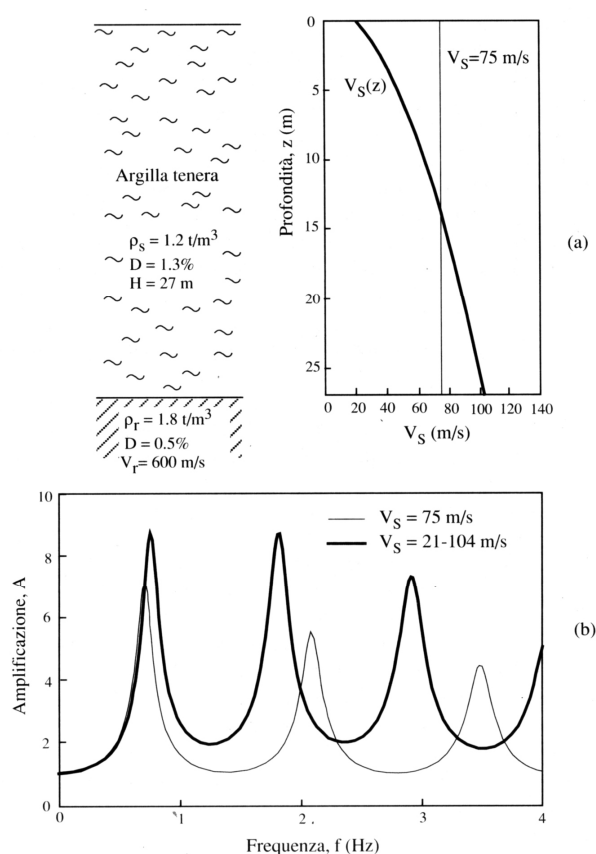 Argilla tenera
ρs = 1.2 t/m³
D = 1.3%
H = 27 m
ρr = 1.8 t/m³
D = 0.5%
Vr= 600 m/s
Profondità, z (m)
0
5
10
15
20
25
VS(z)
VS=75 m/s
0 20 40 60 80 100 120 140
VS (m/s)
(a)
Amplificazione, A
10
8
6
4
2
0
VS = 75 m/s
VS = 21-104 m/s
(b)
0 1 2 3 4
Frequenza, f (Hz)